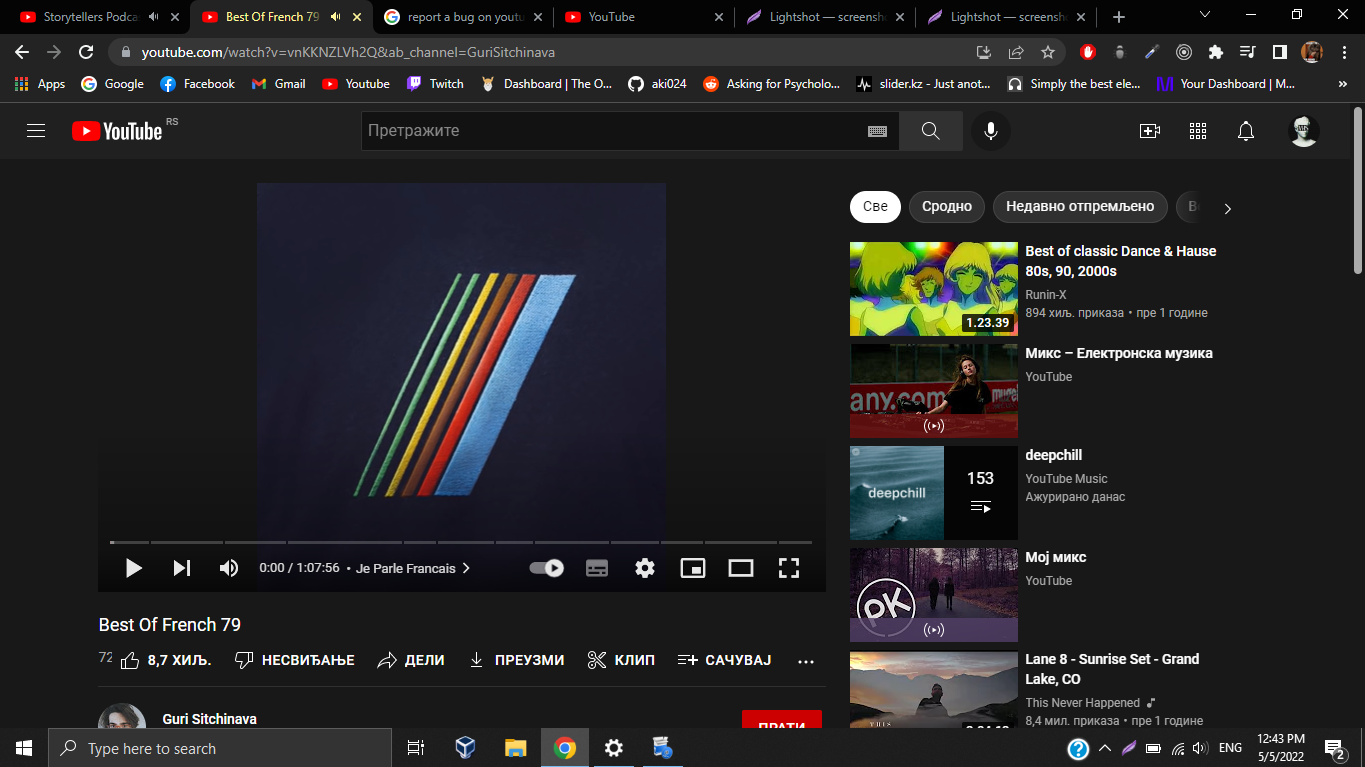 Storytellers Podca
Best Of French 79
report a bug on youtu
YouTube
Lightshot — screensh
Lightshot — screensh
youtube.com/watch?v=vnKKNZLVh2Q&ab_channel=GuriSitchinava
Apps
Google
Facebook
Gmail
Youtube
Twitch
Dashboard | The O...
aki024
Asking for Psycholo...
slider.kz - Just anot...
Simply the best ele...
Your Dashboard | M...
YouTube RS
Претражите
Све
Сродно
Недавно отпремљено
Best of classic Dance & Hause
80s, 90, 2000s
Runin-X
894 хиљ. приказа • пре 1 године
1.23.39
Микс – Електронска музика
YouTube
any.com
deepchill
YouTube Music
Ажурирано данас
deepchill
153
Мој микс
YouTube
PK
Lane 8 - Sunrise Set - Grand
Lake, CO
This Never Happened
8,4 мил. приказа • пре 1 године
THIS
0:00 / 1:07:56 • Je Parle Francais
Best Of French 79
72
8,7 ХИЉ.
НЕСВИЂАЊЕ
ДЕЛИ
ПРЕУЗМИ
КЛИП
САЧУВАЈ
Guri Sitchinava
ПРАТИ
Type here to search
ENG
12:43 PM
5/5/2022
2